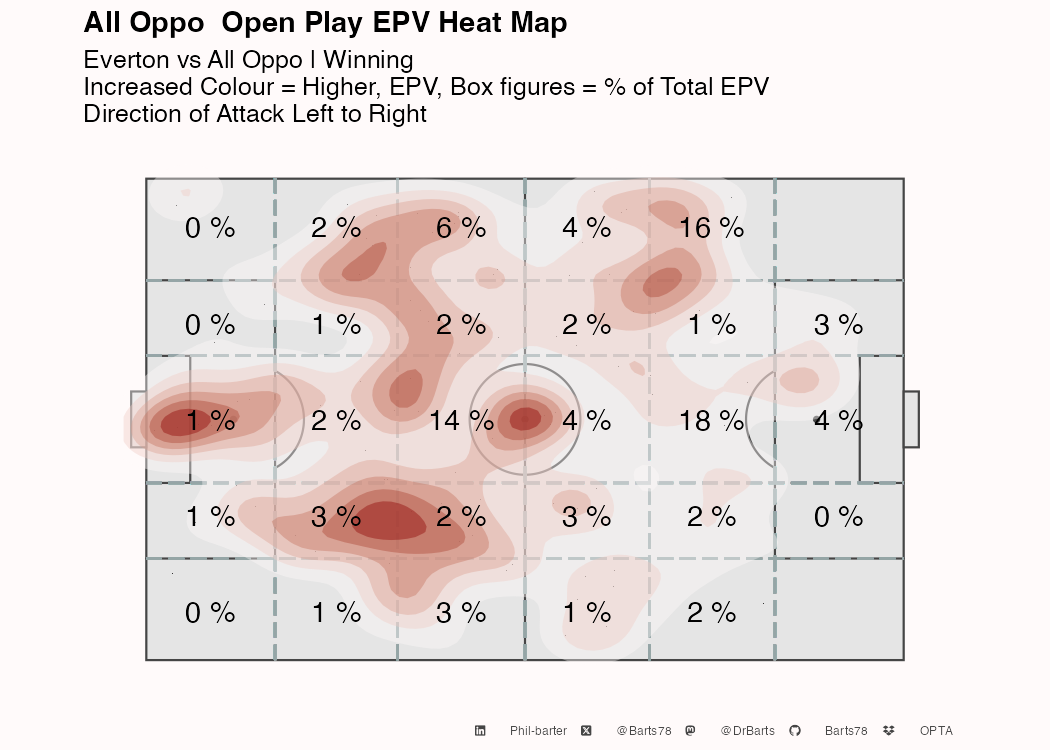 All Oppo  Open Play EPV Heat Map
Everton vs All Oppo | Winning
Increased Colour = Higher, EPV, Box figures = % of Total EPV
Direction of Attack Left to Right
0 % 2 % 6 % 4 % 16 %
0 % 1 % 2 % 2 % 1 % 3 %
1 % 2 % 14 % 4 % 18 % 4 %
1 % 3 % 2 % 3 % 2 % 0 %
0 % 1 % 3 % 1 % 2 %
Phil-barter @Barts78 @DrBarts Barts78 OPTA